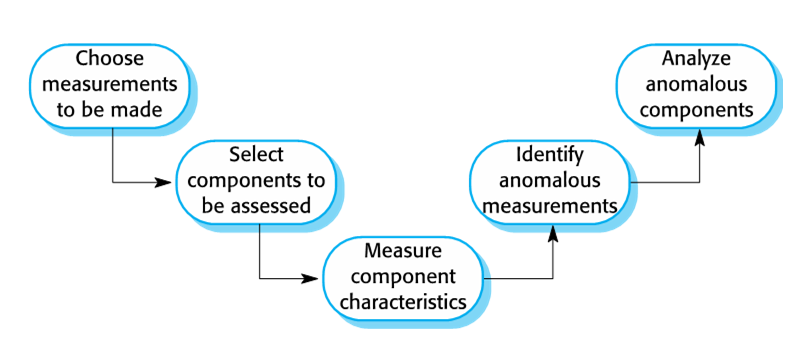 Choose
measurements
to be made
Select
components to
be assessed
Measure
component
characteristics
Identify
anomalous
measurements
Analyze
anomalous
components